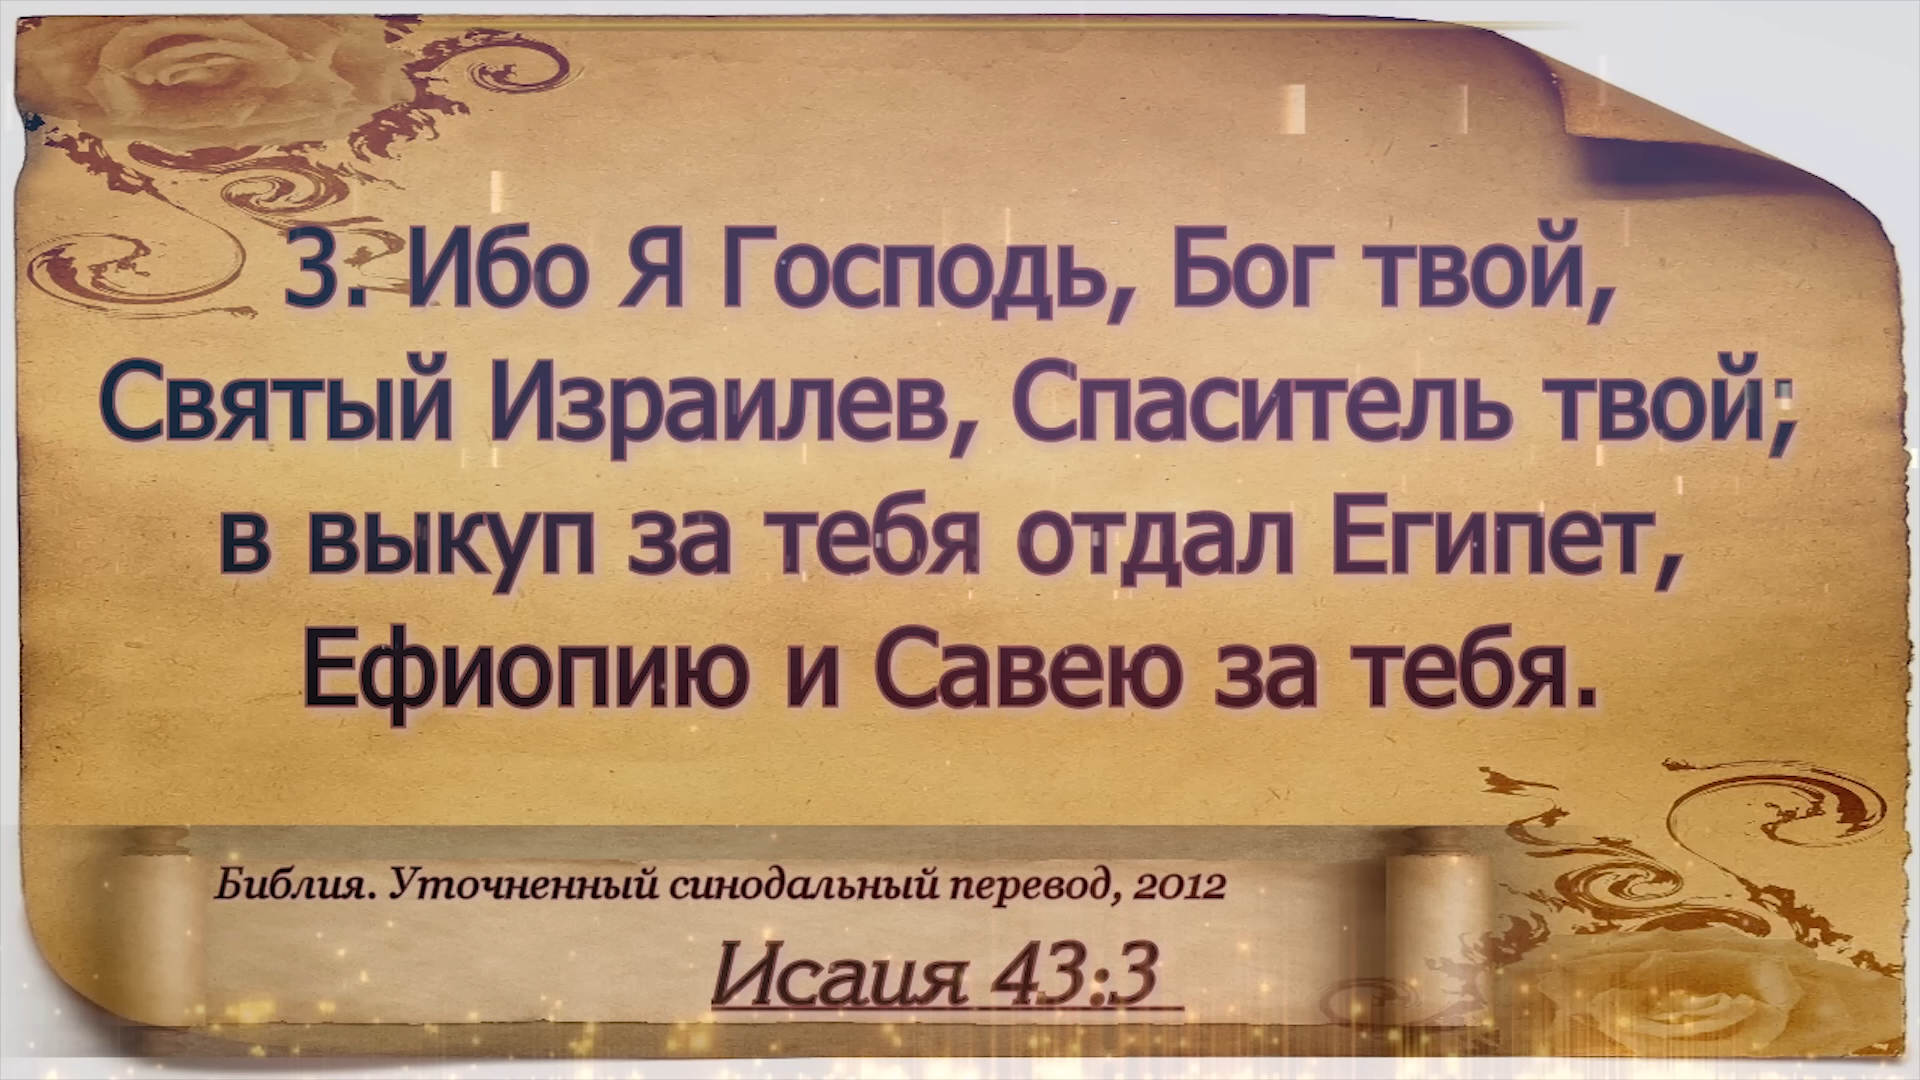 3. Ибо Я Господь, Бог твой,
Святый Израилев, Спаситель твой;
в выкуп за тебя отдал Египет,
Ефиопию и Савею за тебя.
Библия. Уточненный синодальный перевод, 2012
Исаия 43:3